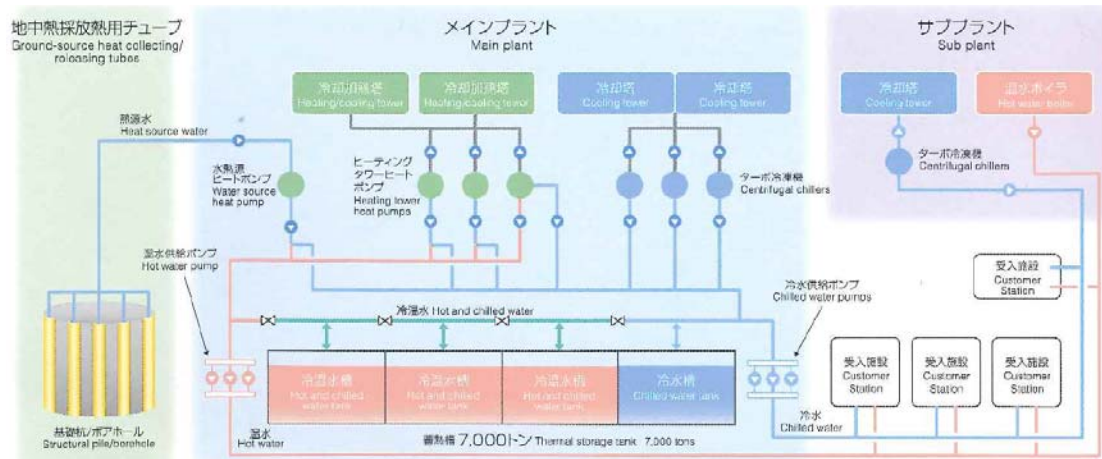 地中熱採放熱用チューブ
Ground-source heat collecting/
roloasing tubos
メインプラント
Main plant
サブプラント
Sub plant
冷却加熱塔
Heating/cooling tower
冷却加熱塔
Heating/cooling tower
冷却塔
Cooling tower
冷却塔
Cooling tower
冷却塔
Cooling tower
温水ボイラ
Hot water boiler
熱源水
Heat source water
水熱源
ヒートポンプ
Water source
heat pump
ヒーティング
タワーヒート
ポンプ
Heating tower
heat pumps
ターボ冷凍機
Centrifugal chillers
ターボ冷凍機
Centrifugal chillers
温水供給ポンプ
Hot water pump
冷水供給ポンプ
Chilled water pumps
受入施設
Customer
Station
冷温水 Hot and chilled water
冷温水槽
Hot and chilled
water tank
冷温水槽
Hot and chilled
water tank
冷温水槽
Hot and chilled
water tank
冷水槽
Chilled water tank
受入施設
Customer
Station
受入施設
Customer
Station
受入施設
Customer
Station
基礎杭/ボアホール
Structural pile/borehole
温水
Hot water
蓄熱槽 7,000トン Thermal storage tank 7,000 tons
冷水
Chilled water